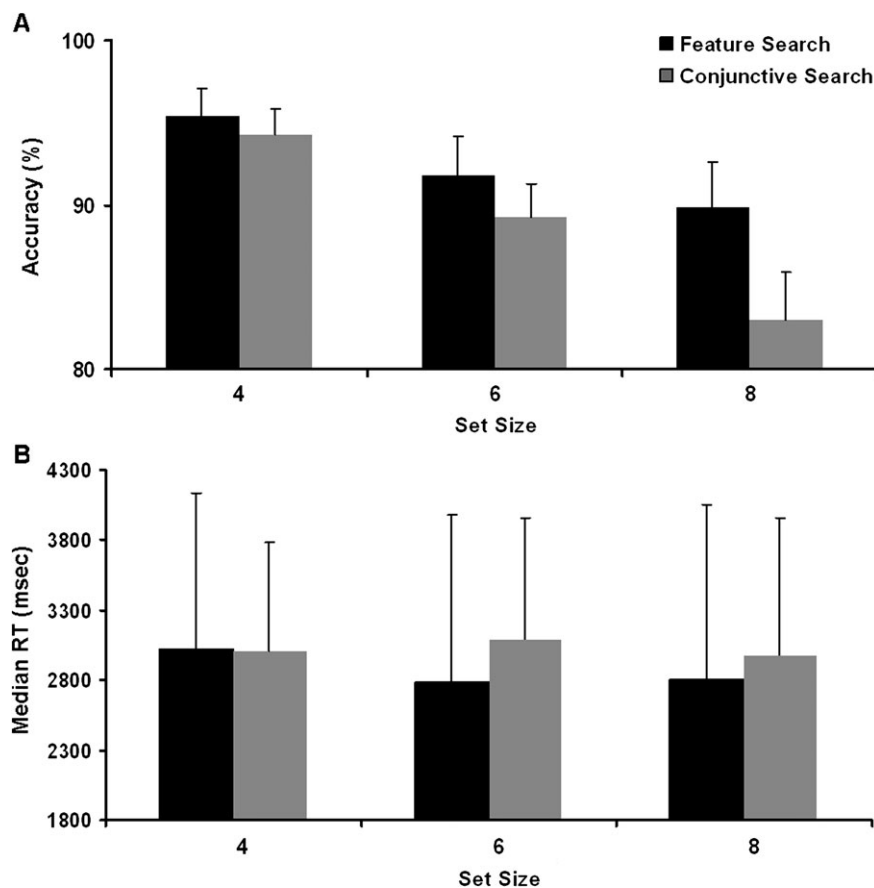 A
100
90
80
Accuracy (%)
Feature Search
Conjunctive Search
4 6 8
Set Size
B
4300
3800
3300
2800
2300
1800
Median RT (msec)
4 6 8
Set Size